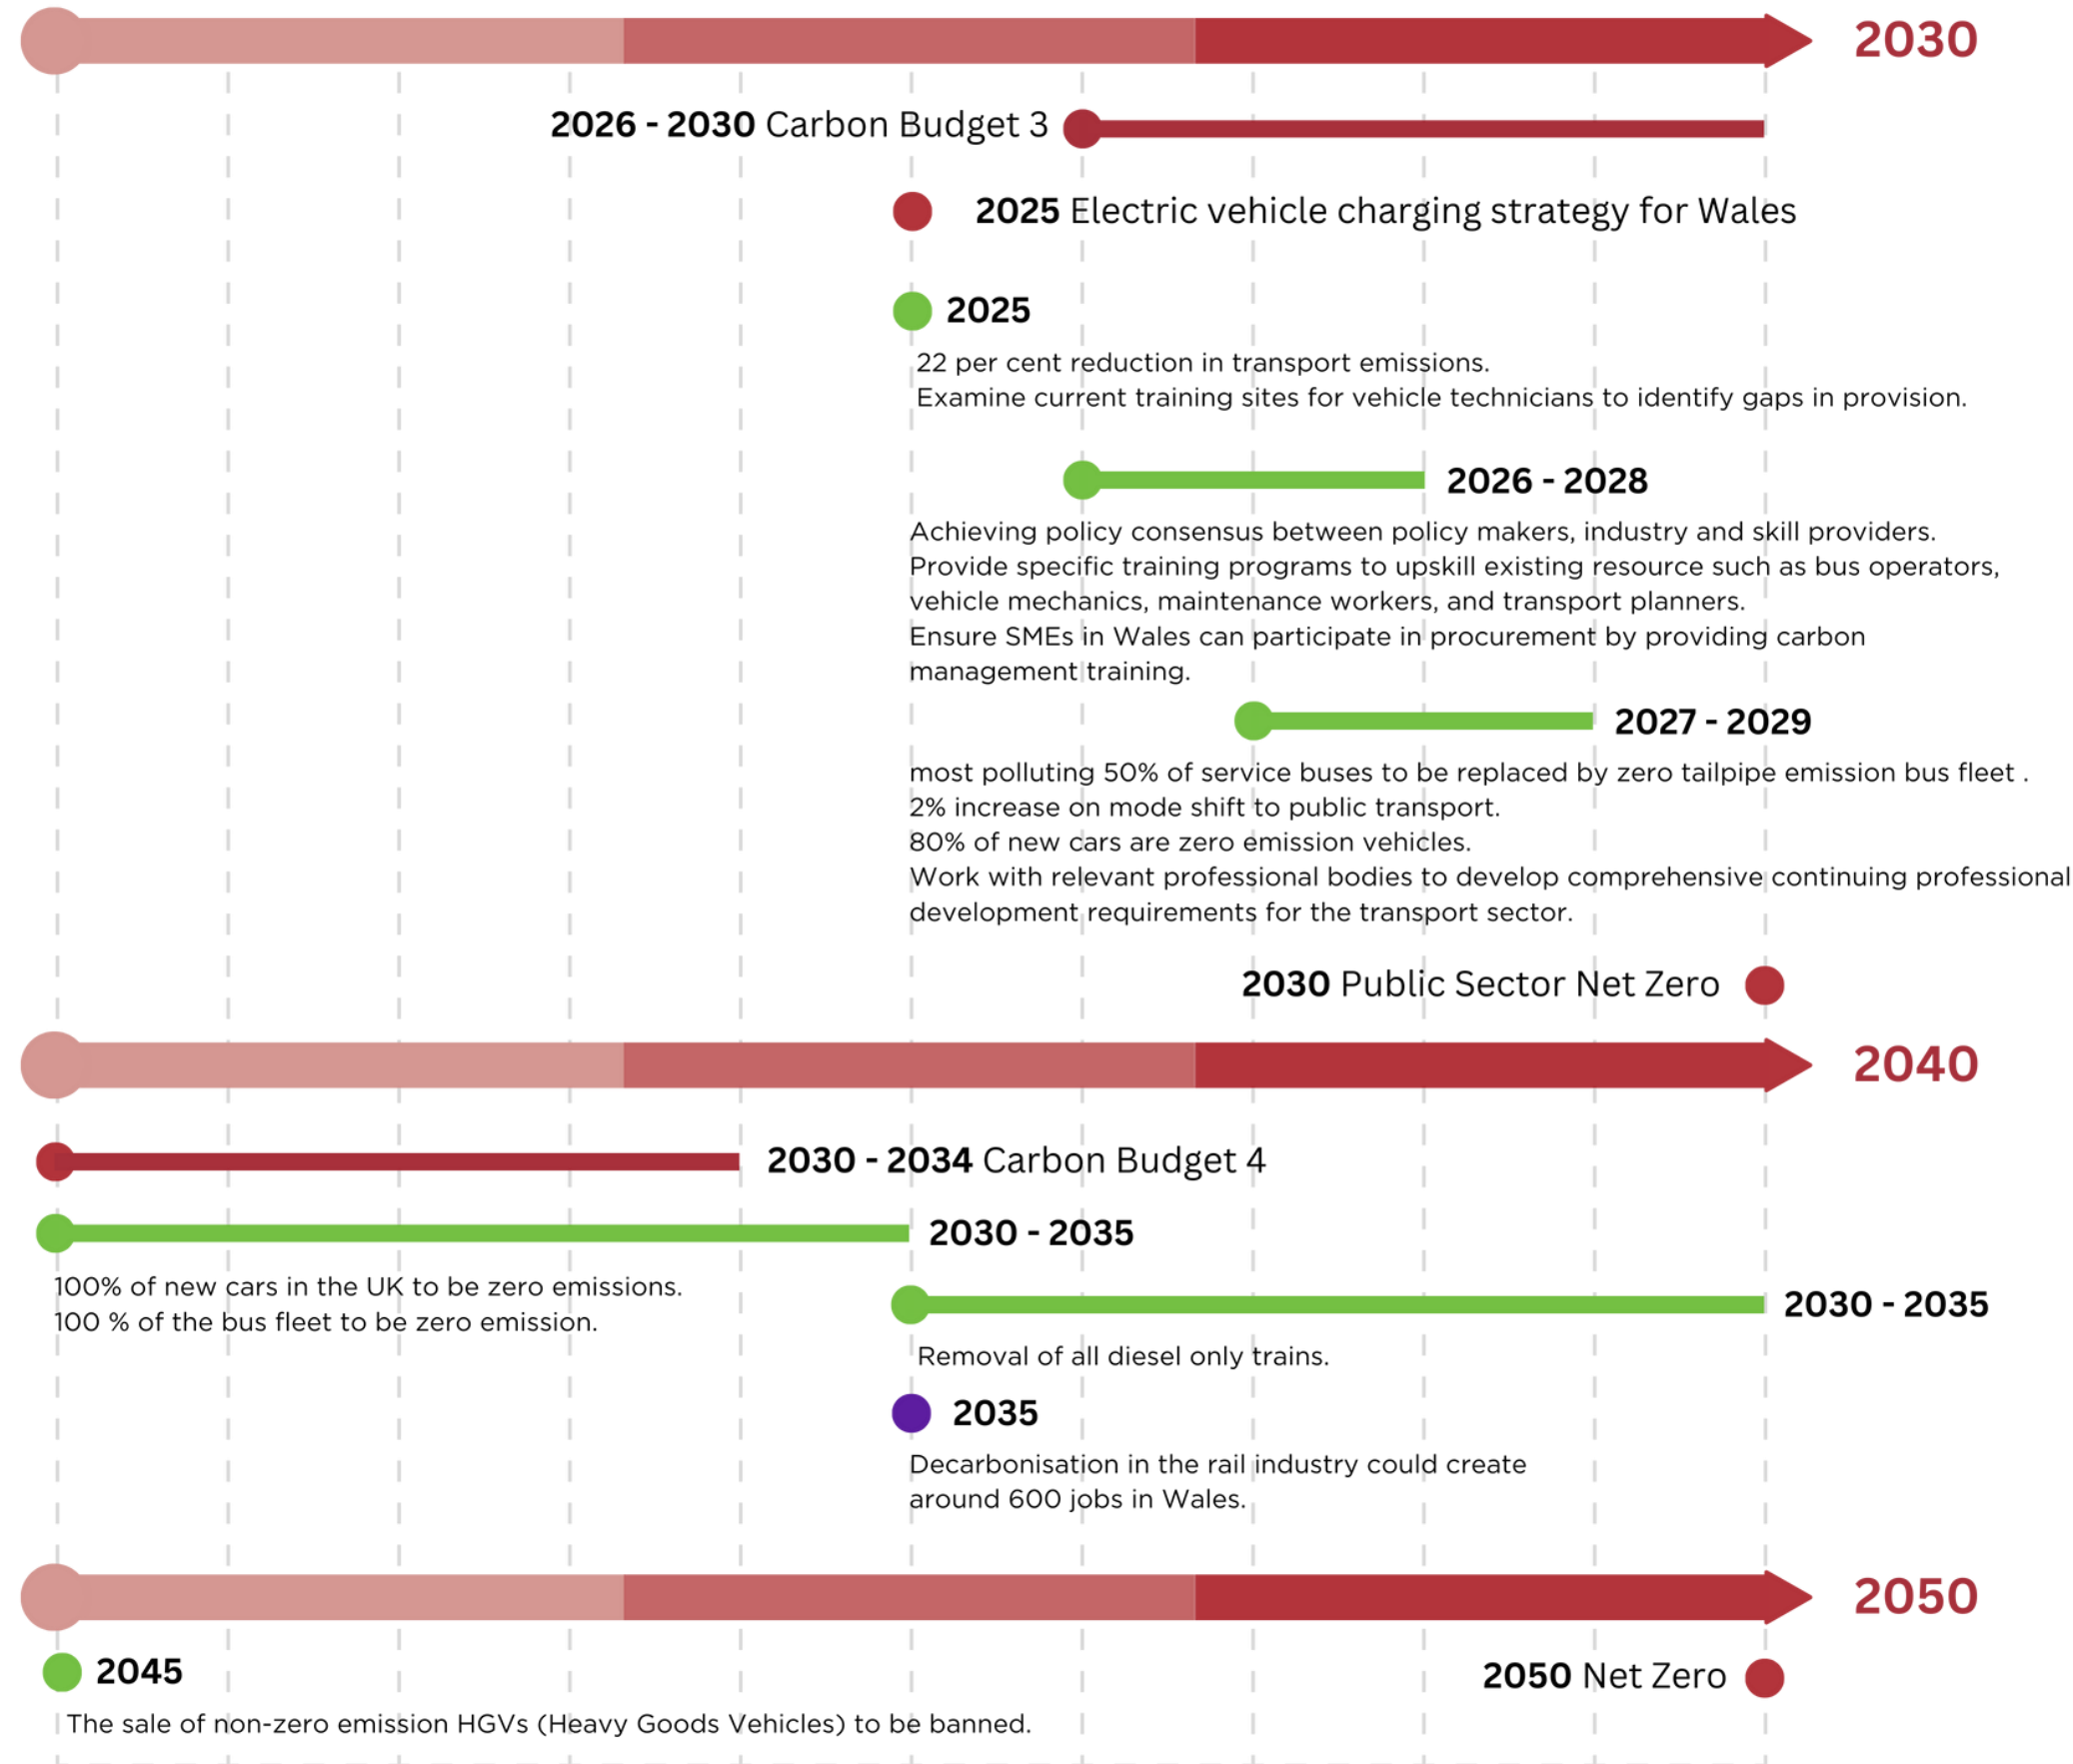 2030
2026 - 2030 Carbon Budget 3
2025 Electric vehicle charging strategy for Wales
2025
22 per cent reduction in transport emissions.
Examine current training sites for vehicle technicians to identify gaps in provision.
2026 - 2028
Achieving policy consensus between policy makers, industry and skill providers.
Provide specific training programs to upskill existing resource such as bus operators,
vehicle mechanics, maintenance workers, and transport planners.
Ensure SMEs in Wales can participate in procurement by providing carbon
management training.
2027 - 2029
most polluting 50% of service buses to be replaced by zero tailpipe emission bus fleet .
2% increase on mode shift to public transport.
80% of new cars are zero emission vehicles.
Work with relevant professional bodies to develop comprehensive continuing professional
development requirements for the transport sector.
2030 Public Sector Net Zero
2040
2030 - 2034 Carbon Budget 4
2030 - 2035
100% of new cars in the UK to be zero emissions.
100 % of the bus fleet to be zero emission.
2030 - 2035
Removal of all diesel only trains.
2035
Decarbonisation in the rail industry could create
around 600 jobs in Wales.
2050
2045
2050 Net Zero
The sale of non-zero emission HGVs (Heavy Goods Vehicles) to be banned.